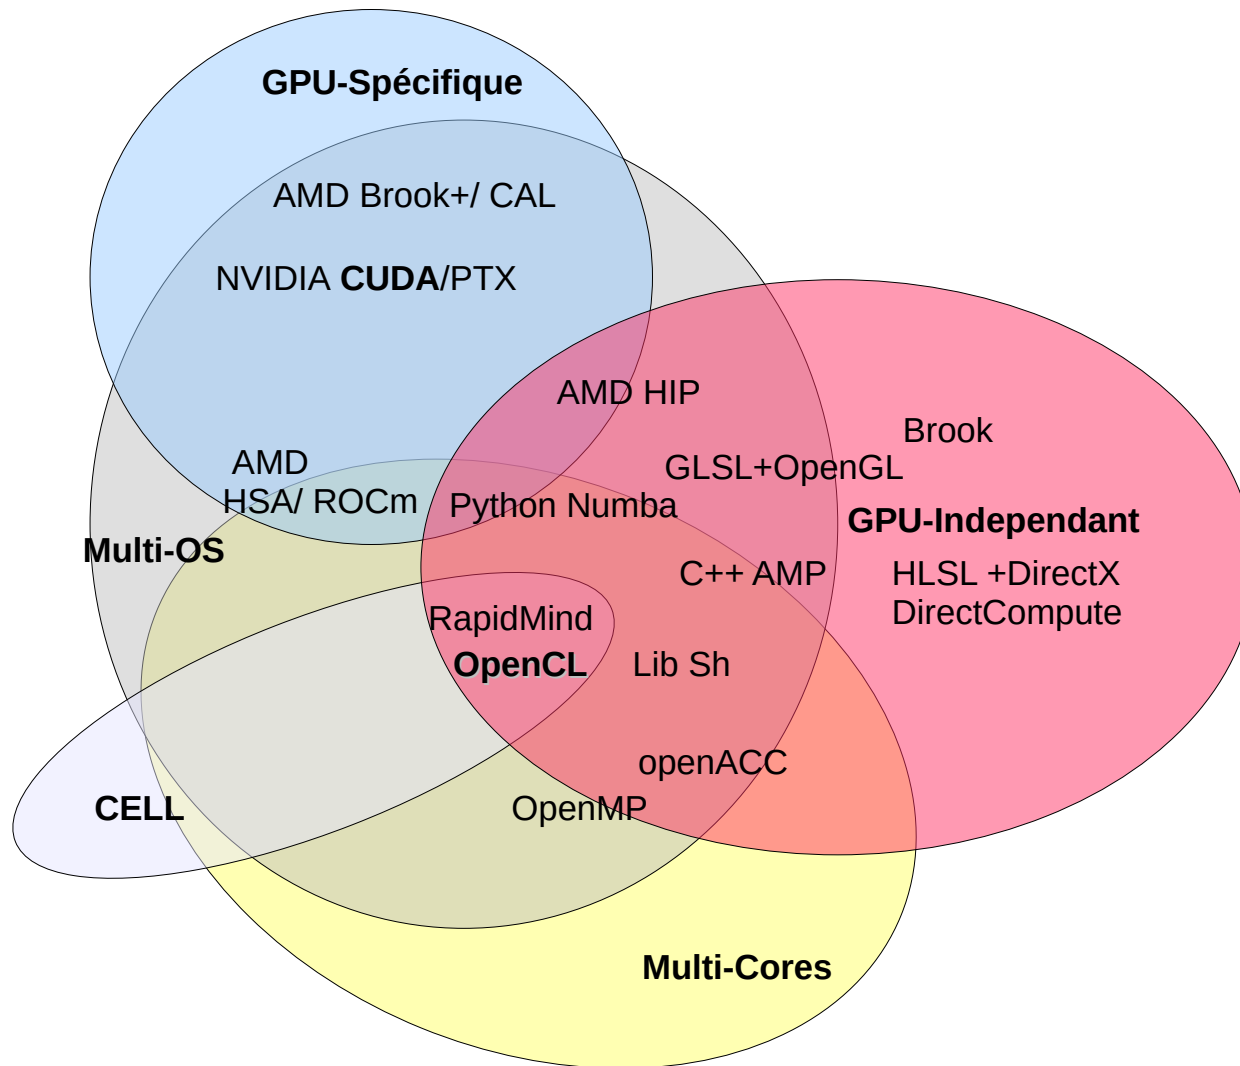 GPU-Spécifique
AMD Brook+/ CAL
NVIDIA CUDA/PTX
AMD HIP
Brook
AMD
HSA/ ROCm
GLSL+OpenGL
Python Numba
GPU-Independant
Multi-OS
C++ AMP
HLSL +DirectX
DirectCompute
RapidMind
OpenCL
Lib Sh
openACC
CELL
OpenMP
Multi-Cores